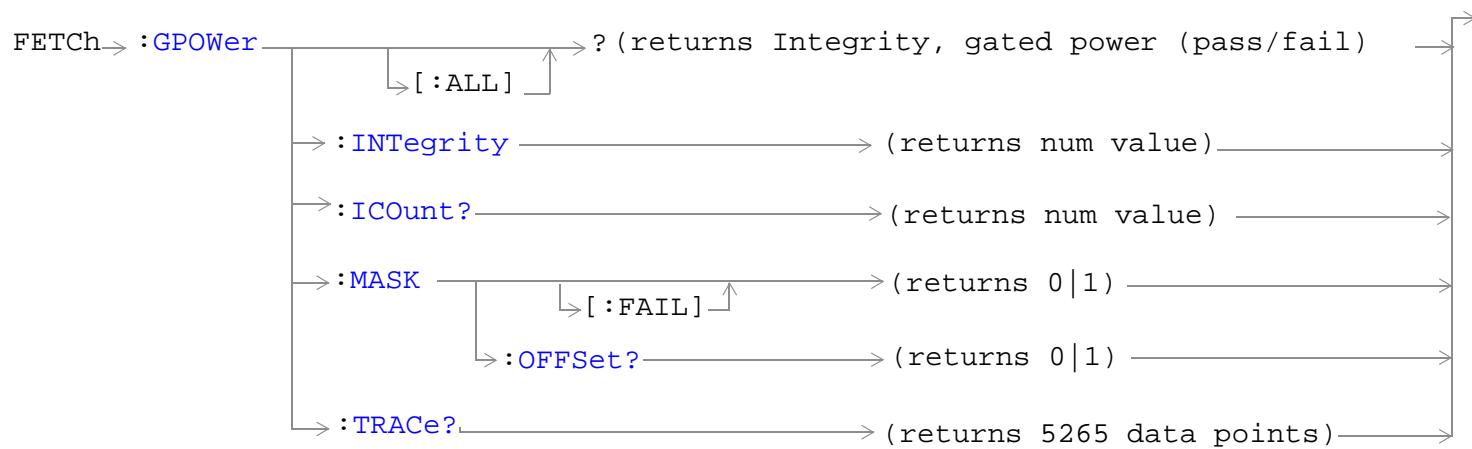 FETCh :GPOWer ? (returns Integrity, gated power (pass/fail)
[:ALL]
:INTegrity (returns num value)
:ICOunt? (returns num value)
:MASK (returns 0|1)
[:FAIL]
:OFFSet? (returns 0|1)
:TRACe? (returns 5265 data points)